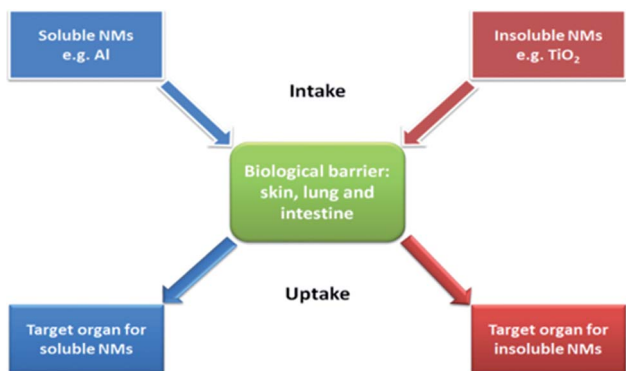 Soluble NMs
e.g. Al
Insoluble NMs
e.g. TiO₂
Intake
Biological barrier:
skin, lung and
intestine
Uptake
Target organ for
soluble NMs
Target organ for
insoluble NMs